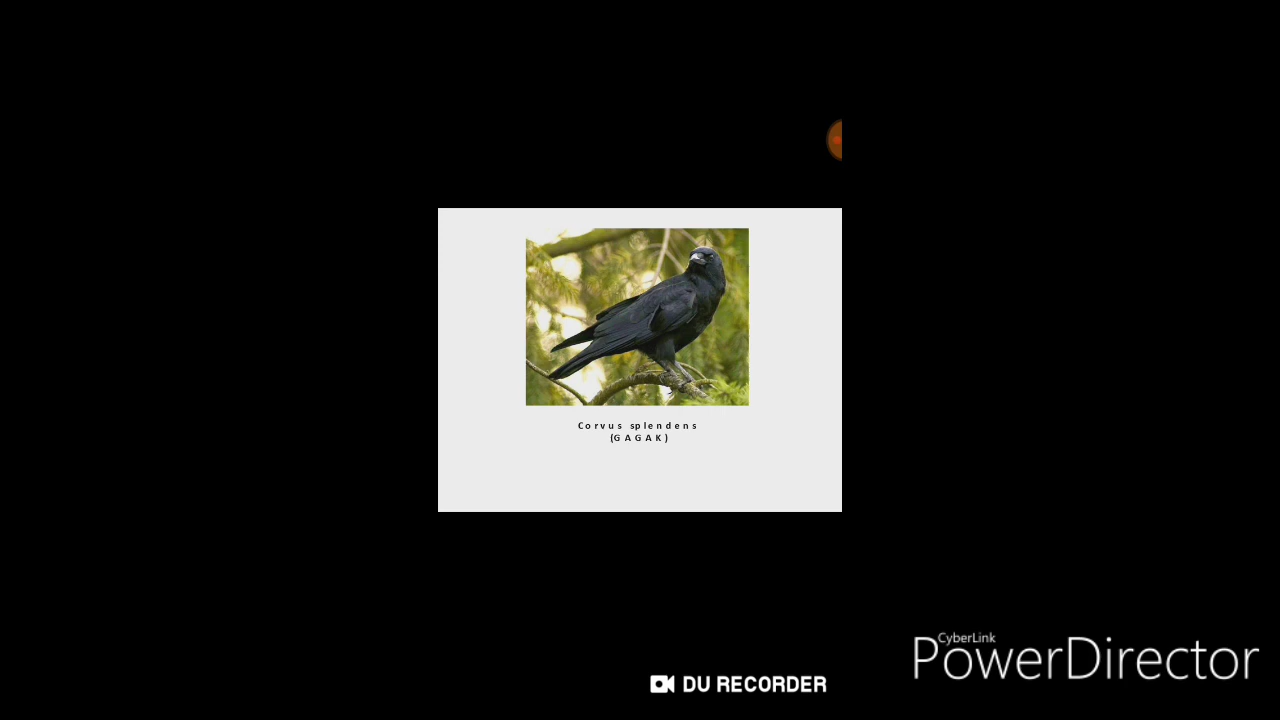 Corvus splendens
(GAGAK)
DU RECORDER
CyberLink
PowerDirector